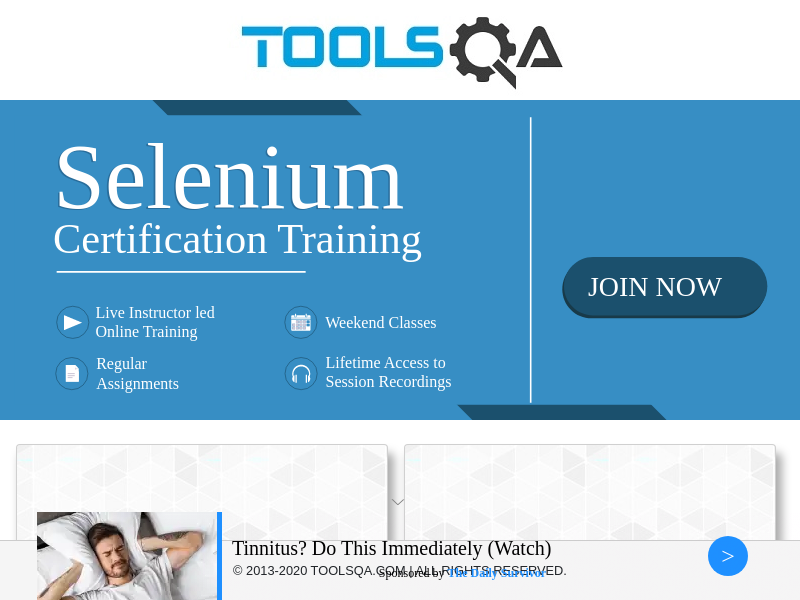 TOOLSQA
Selenium
Certification Training
JOIN NOW
Live Instructor led
Online Training
Weekend Classes
Regular
Assignments
Lifetime Access to
Session Recordings
Tinnitus? Do This Immediately (Watch)
>
© 2013-2020 TOOLSQA.COM | ALL RIGHTS RESERVED.
Sponsored by The Daily Survivor